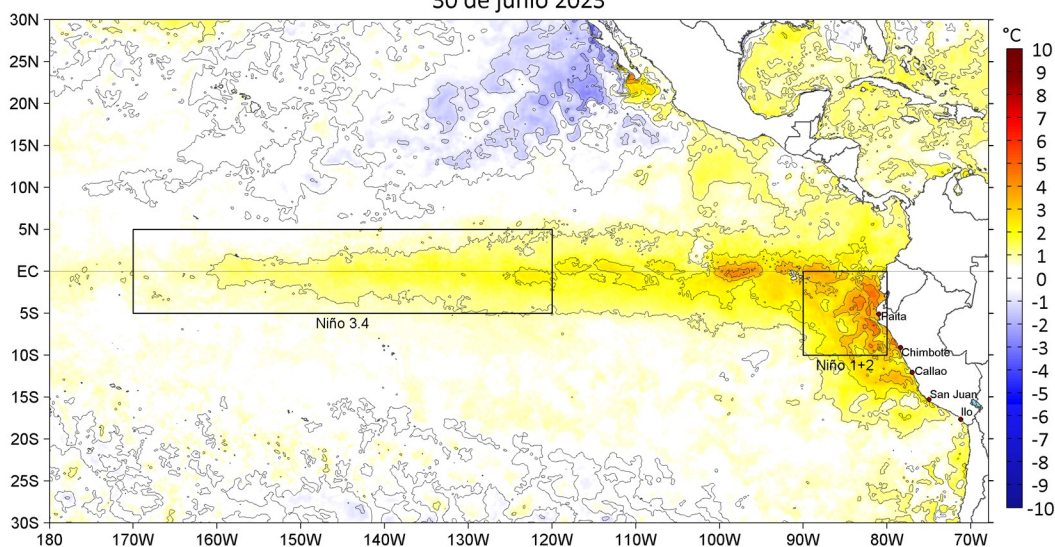 30 de junio 2023
°C
30N
25N
20N
15N
10N
5N
EC
5S
10S
15S
20S
25S
30S
Niño 3.4
Niño 1+2
Paita
Chimbote
Callao
San Juan
Ilo
180 170W 160W 150W 140W 130W 120W 110W 100W 90W 80W 70W
10
9
8
7
6
5
4
3
2
1
0
-1
-2
-3
-4
-5
-6
-7
-8
-9
-10